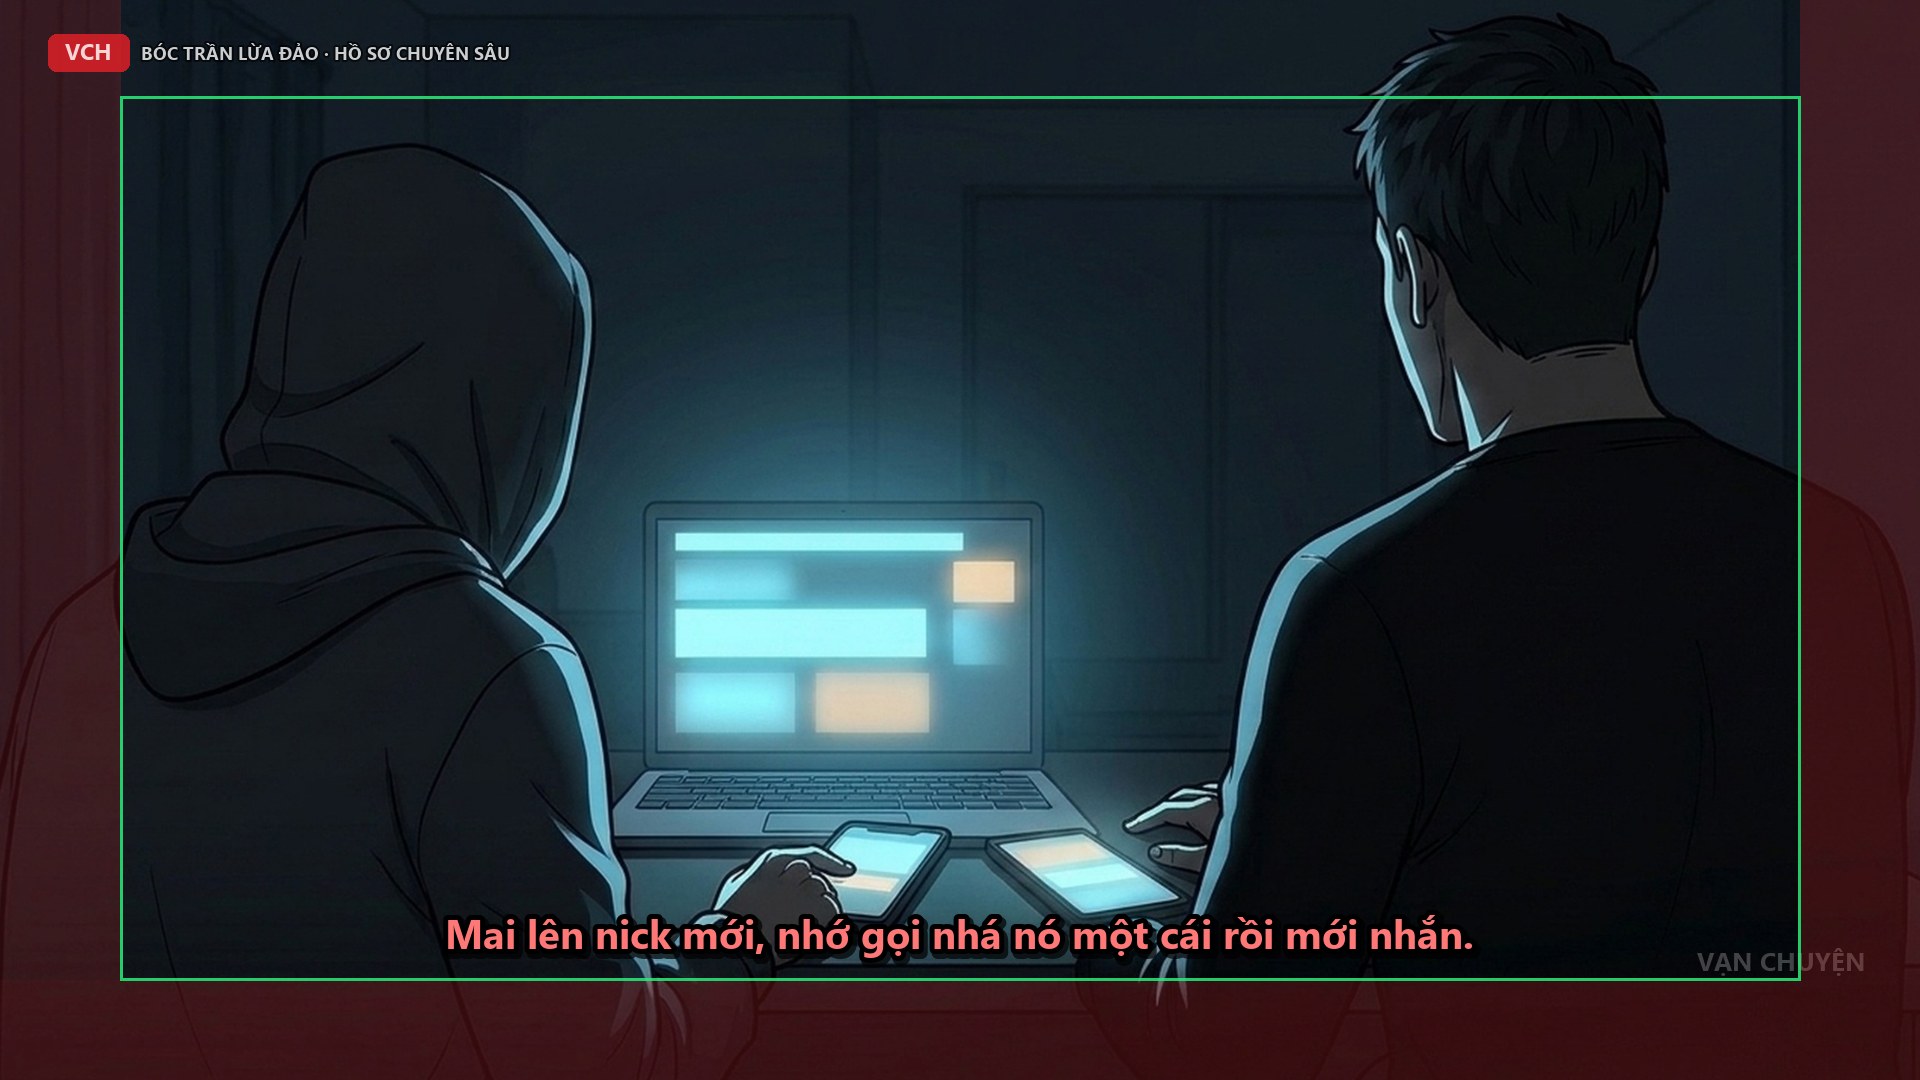 VCH BÓC TRẦN LỪA ĐẢO · HỒ SƠ CHUYÊN SÂU
Mai lên nick mới, nhớ gọi nhá nó một cái rồi mới nhắn.
VẠN CHUYỆN